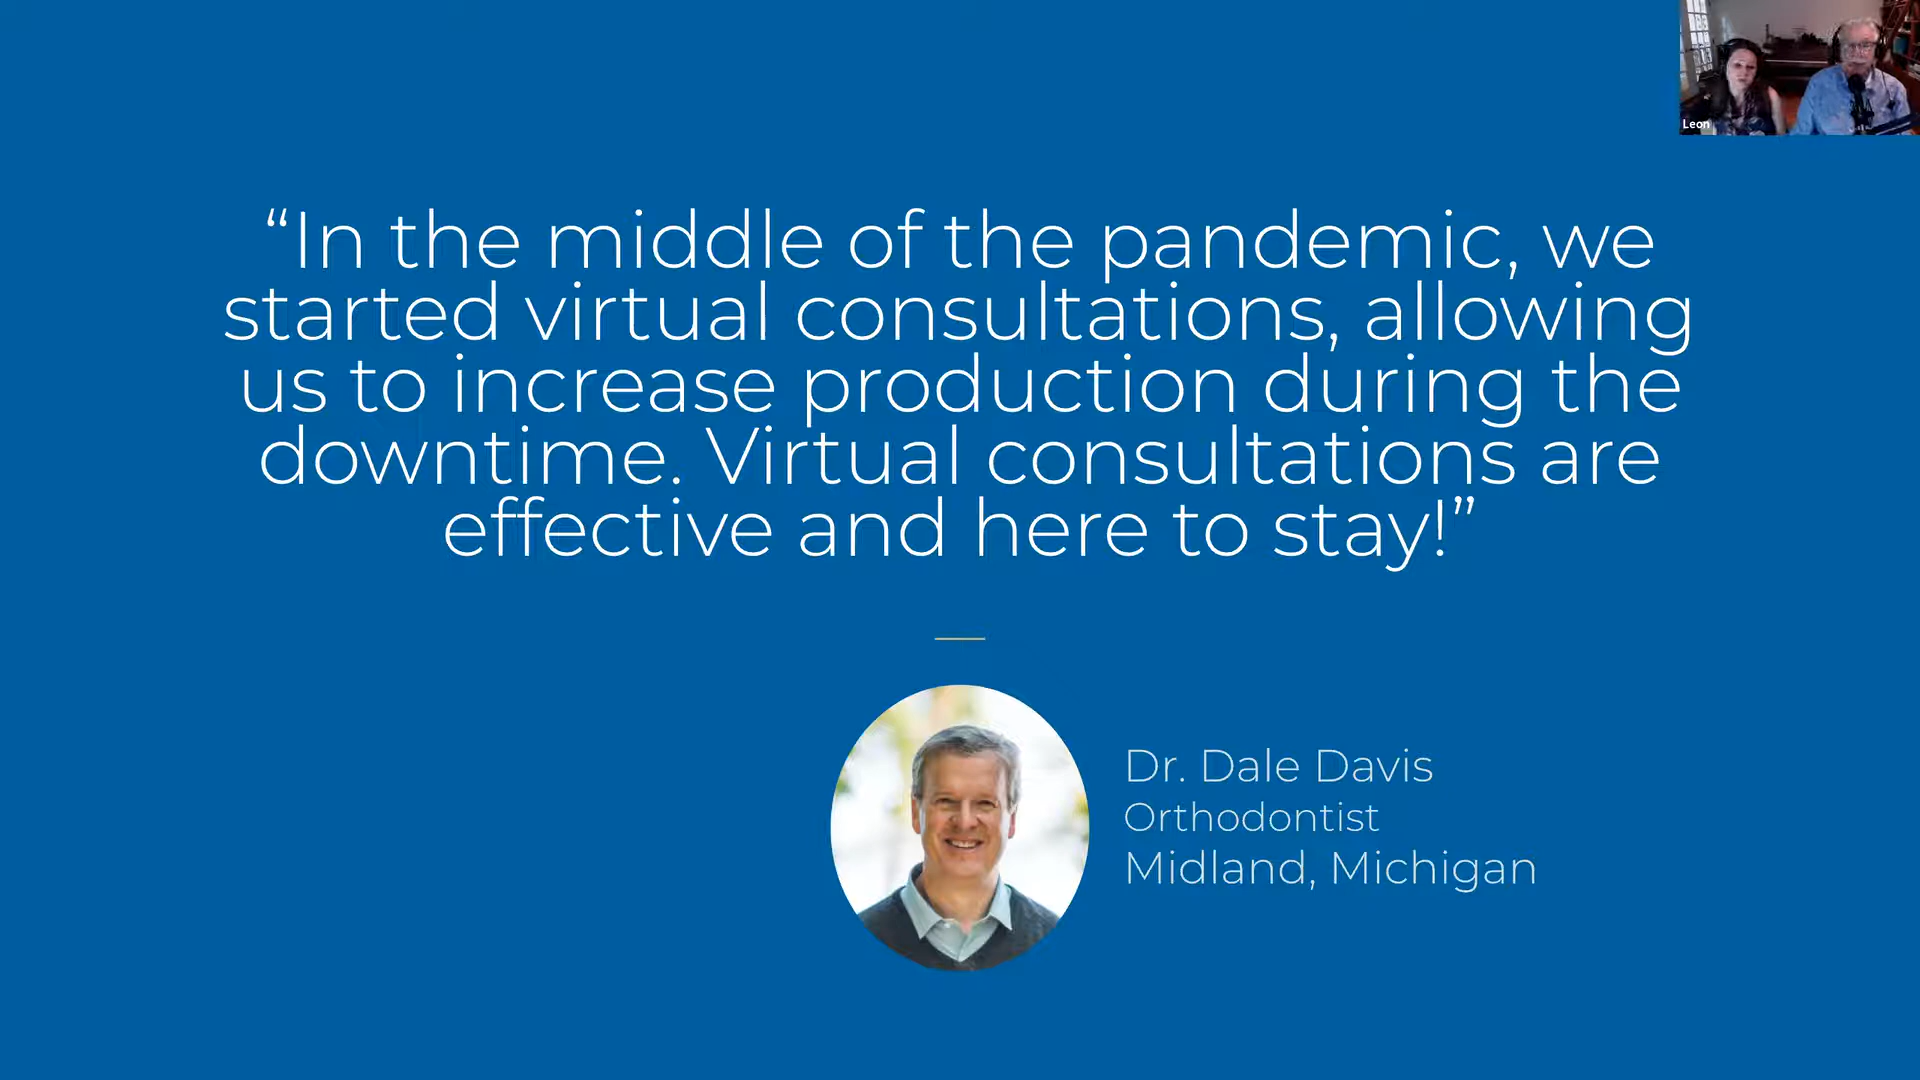 Leon
“In the middle of the pandemic, we
started virtual consultations, allowing
us to increase production during the
downtime. Virtual consultations are
effective and here to stay!”
Dr. Dale Davis
Orthodontist
Midland, Michigan